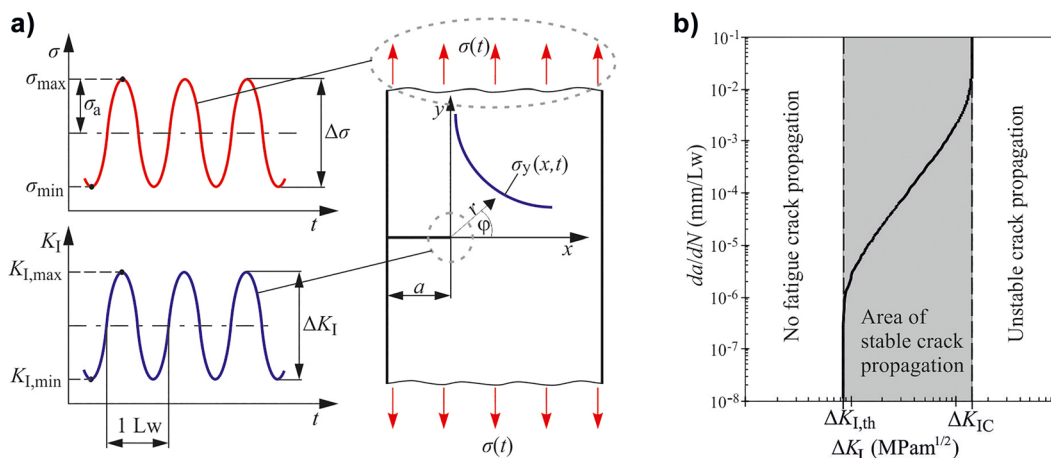 a)
σ
σmax
σa
σmin
Δσ
t
KI
KI,max
KI,min
ΔKI
1 Lw
t
σ(t)
y
σy(x,t)
r
φ
x
a
σ(t)
b)
da/dN (mm/Lw)
10-1
10-2
10-3
10-4
10-5
10-6
10-7
10-8
No fatigue crack propagation
Area of
stable crack
propagation
Unstable crack propagation
ΔKI,th
ΔKIC
ΔKI (MPam1/2)